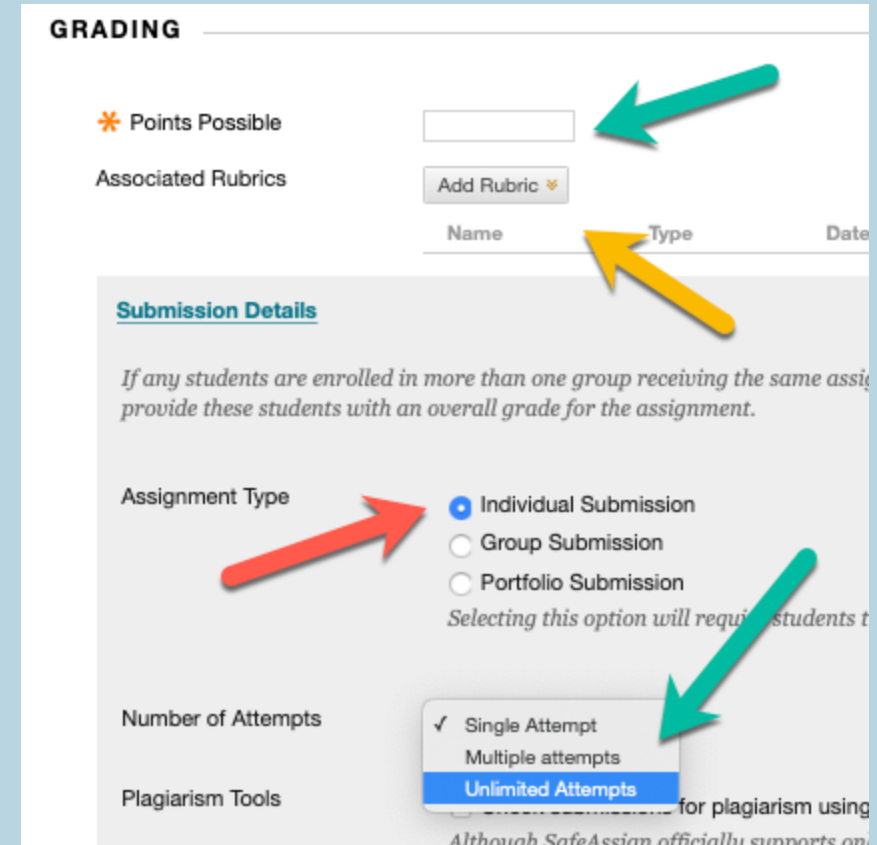 GRADING
Points Possible
Associated Rubrics
Add Rubric
Name Type Date
Submission Details
If any students are enrolled in more than one group receiving the same
provide these students with an overall grade for the assignment.
Assignment Type
Individual Submission
Group Submission
Portfolio Submission
Selecting this option will students
Number of Attempts
✓ Single Attempt
Multiple attempts
Unlimited Attempts
Plagiarism Tools
for plagiarism using
Although SafeAssign officially supports